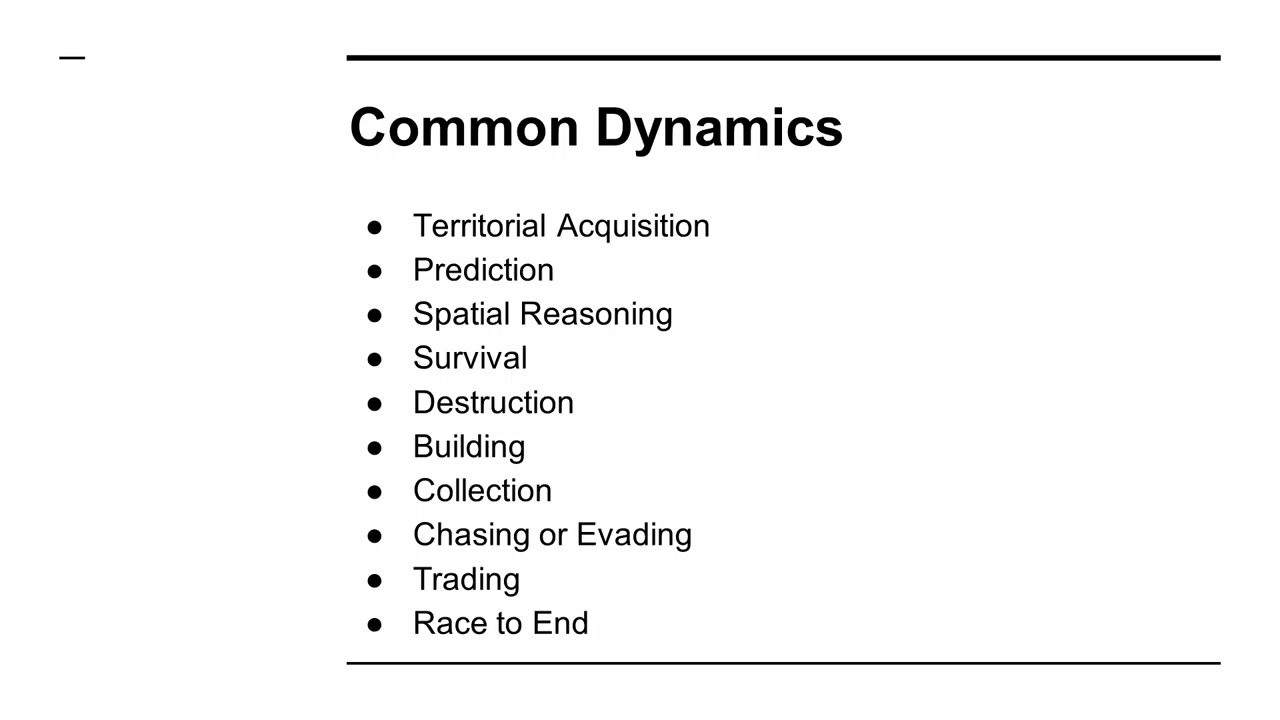 Common Dynamics
● Territorial Acquisition
● Prediction
● Spatial Reasoning
● Survival
● Destruction
● Building
● Collection
● Chasing or Evading
● Trading
● Race to End